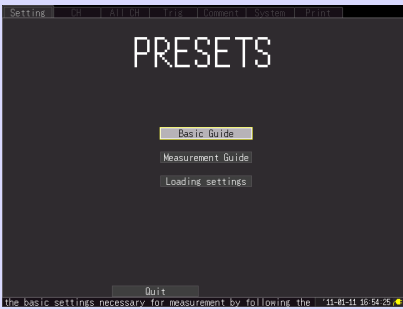 Setting CH All CH Trig Comment System Print
PRESETS
Basic Guide
Measurement Guide
Loading settings
Quit
the basic settings necessary for measurement by following the '11-01-11 16:54:25